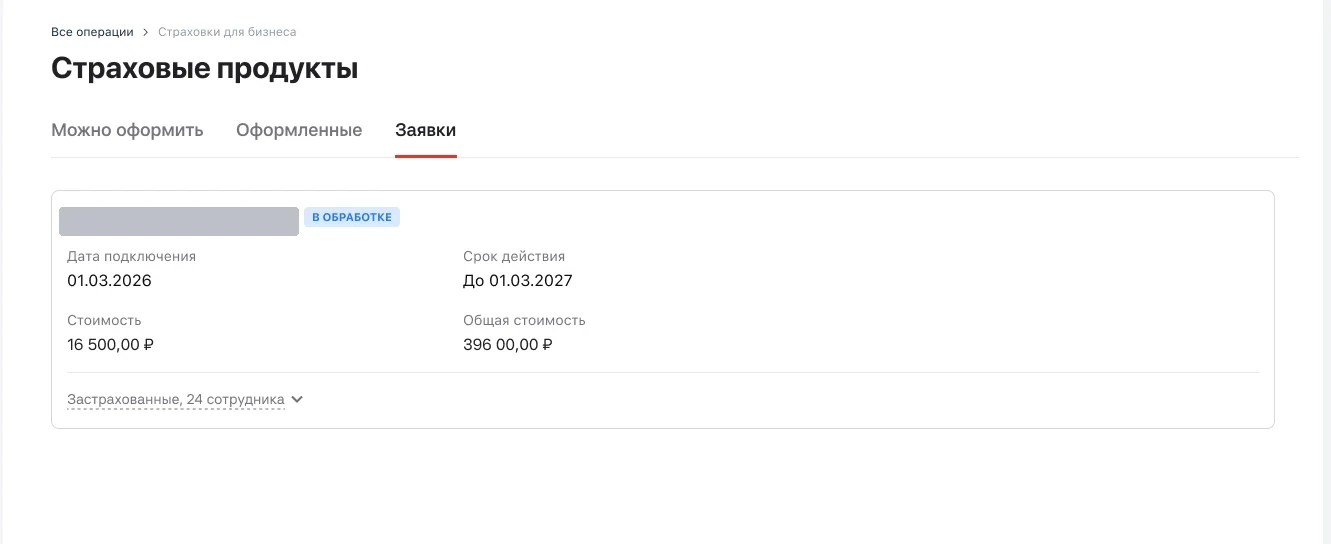 Все операции > Страховки для бизнеса
Страховые продукты
Можно оформить Оформленные Заявки
В ОБРАБОТКЕ
Дата подключения Срок действия
01.03.2026 До 01.03.2027
Стоимость Общая стоимость
16 500,00 ₽ 396 00,00 ₽
Застрахованные, 24 сотрудника